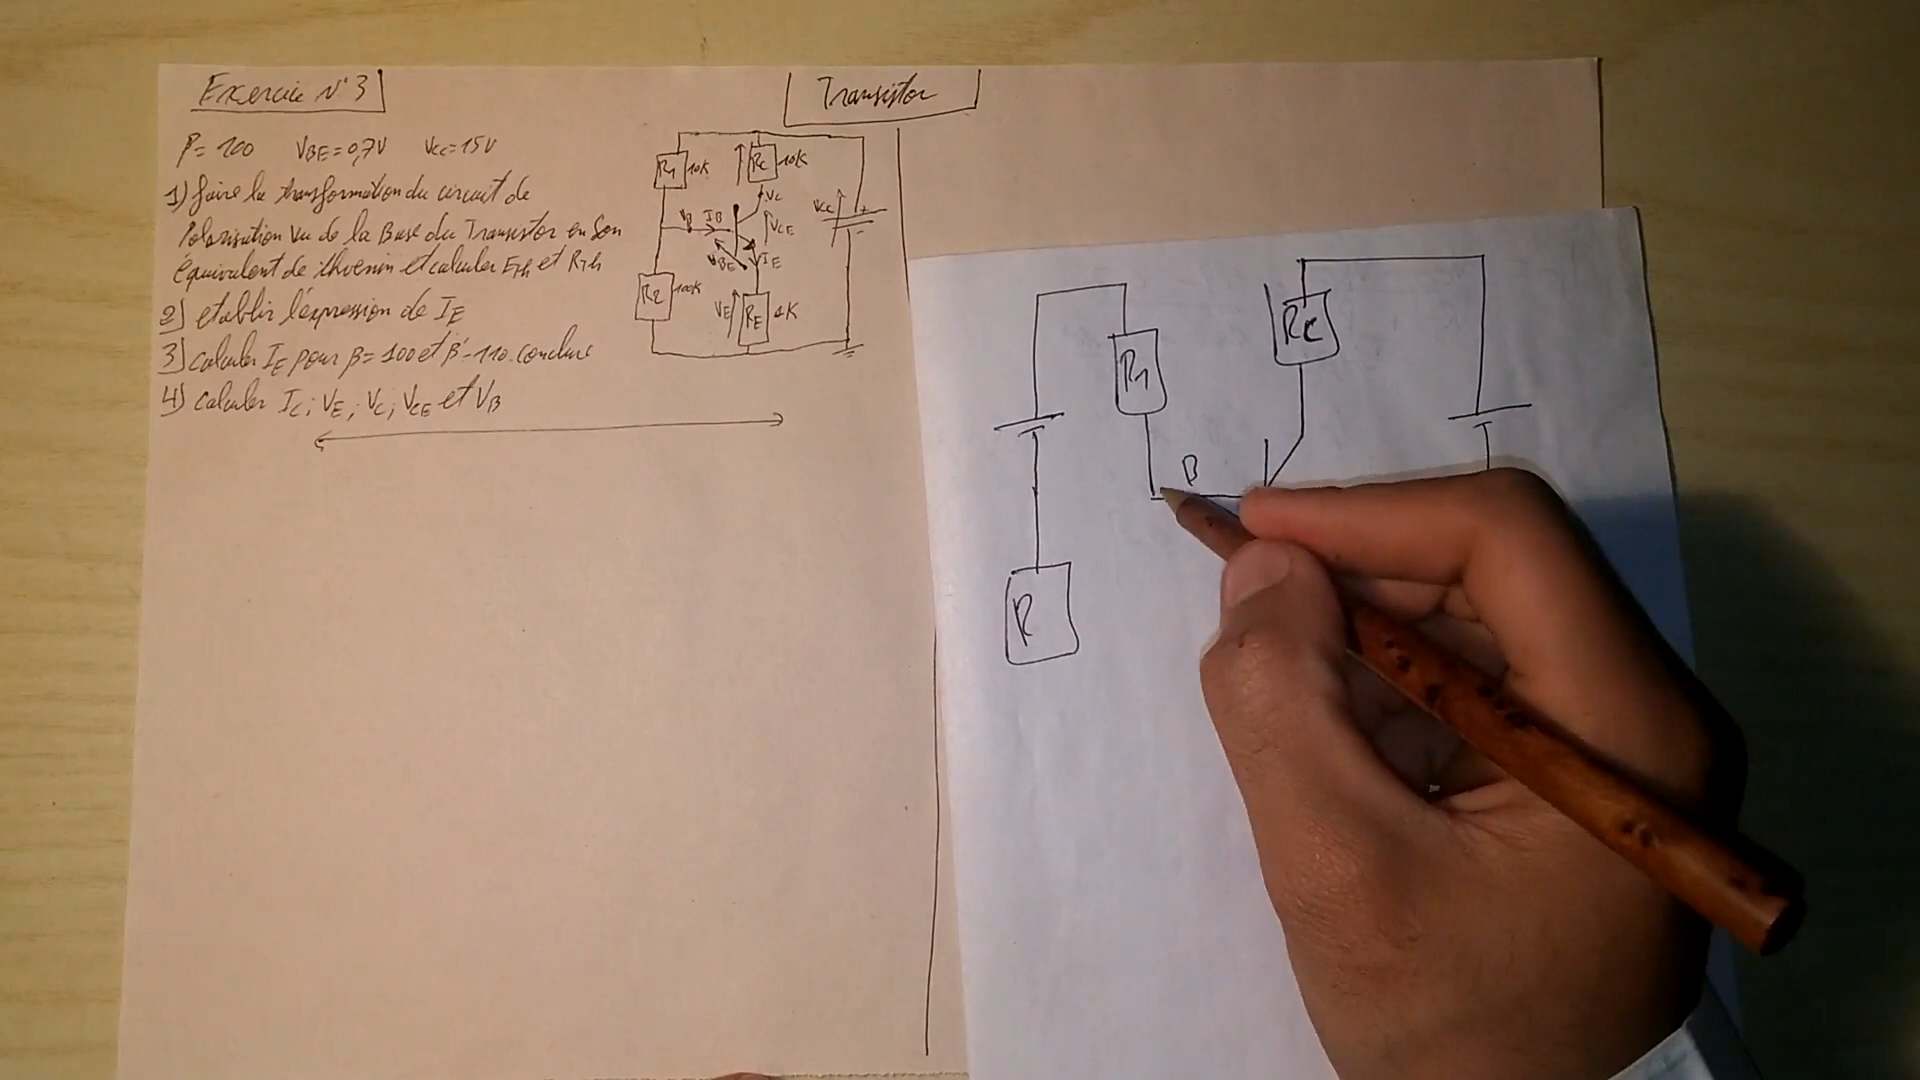 Exercice N°3
Transistor
β=100 VBE=0,7V VCC=15V
1) faire la transformation du circuit de
Polarisation Vu de la Base du Transistor en Son
équivalent de thvenin et calculer ETh et RTh
2) etablir l'expression de IE
3) calculer IE pour β=100 et β'=110. conclure
4) calculer IC; VE; VC; VCE et VB
R1 10K RC 10K
VC
VB IB VCE VCC
+
-
VBE IE
R2 100K VE RE 1K
R1 RC
B
R